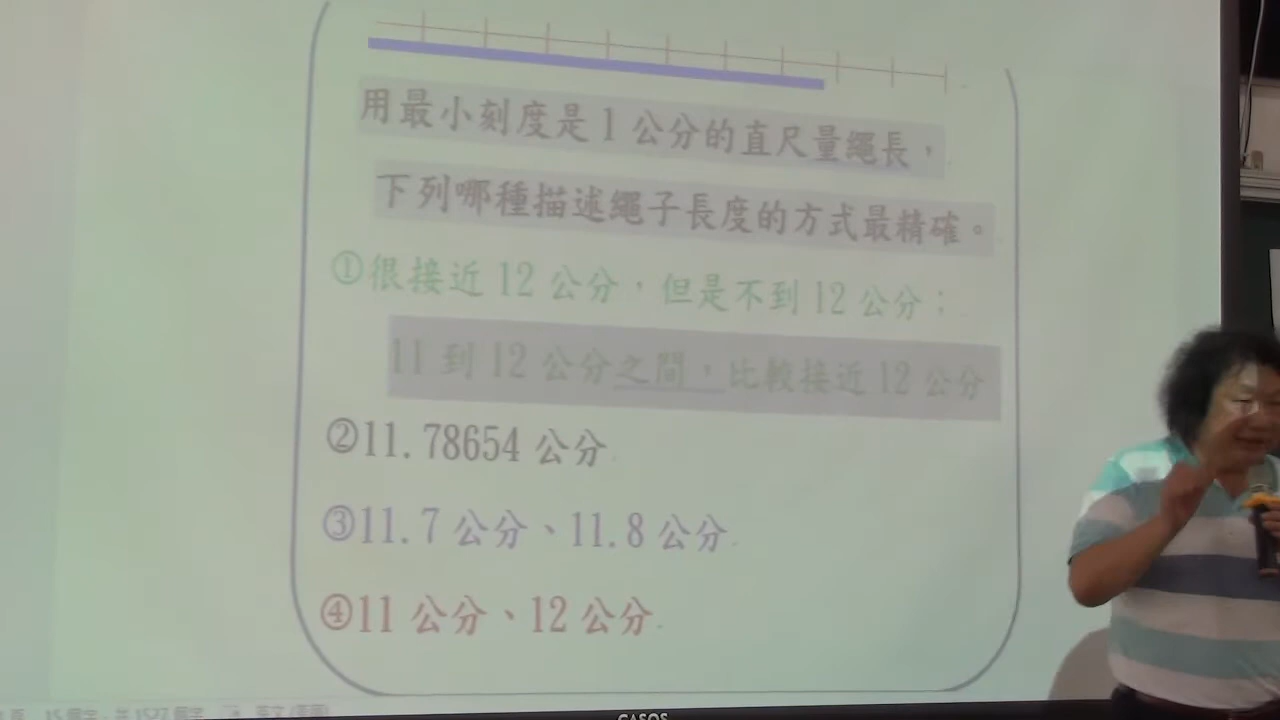 用最小刻度是1公分的直尺量繩長，
下列哪種描述繩子長度的方式最精確。
①很接近12公分，但是不到12公分；
11到12公分之間，比較接近12公分
②11.78654公分
③11.7公分、11.8公分
④11公分、12公分